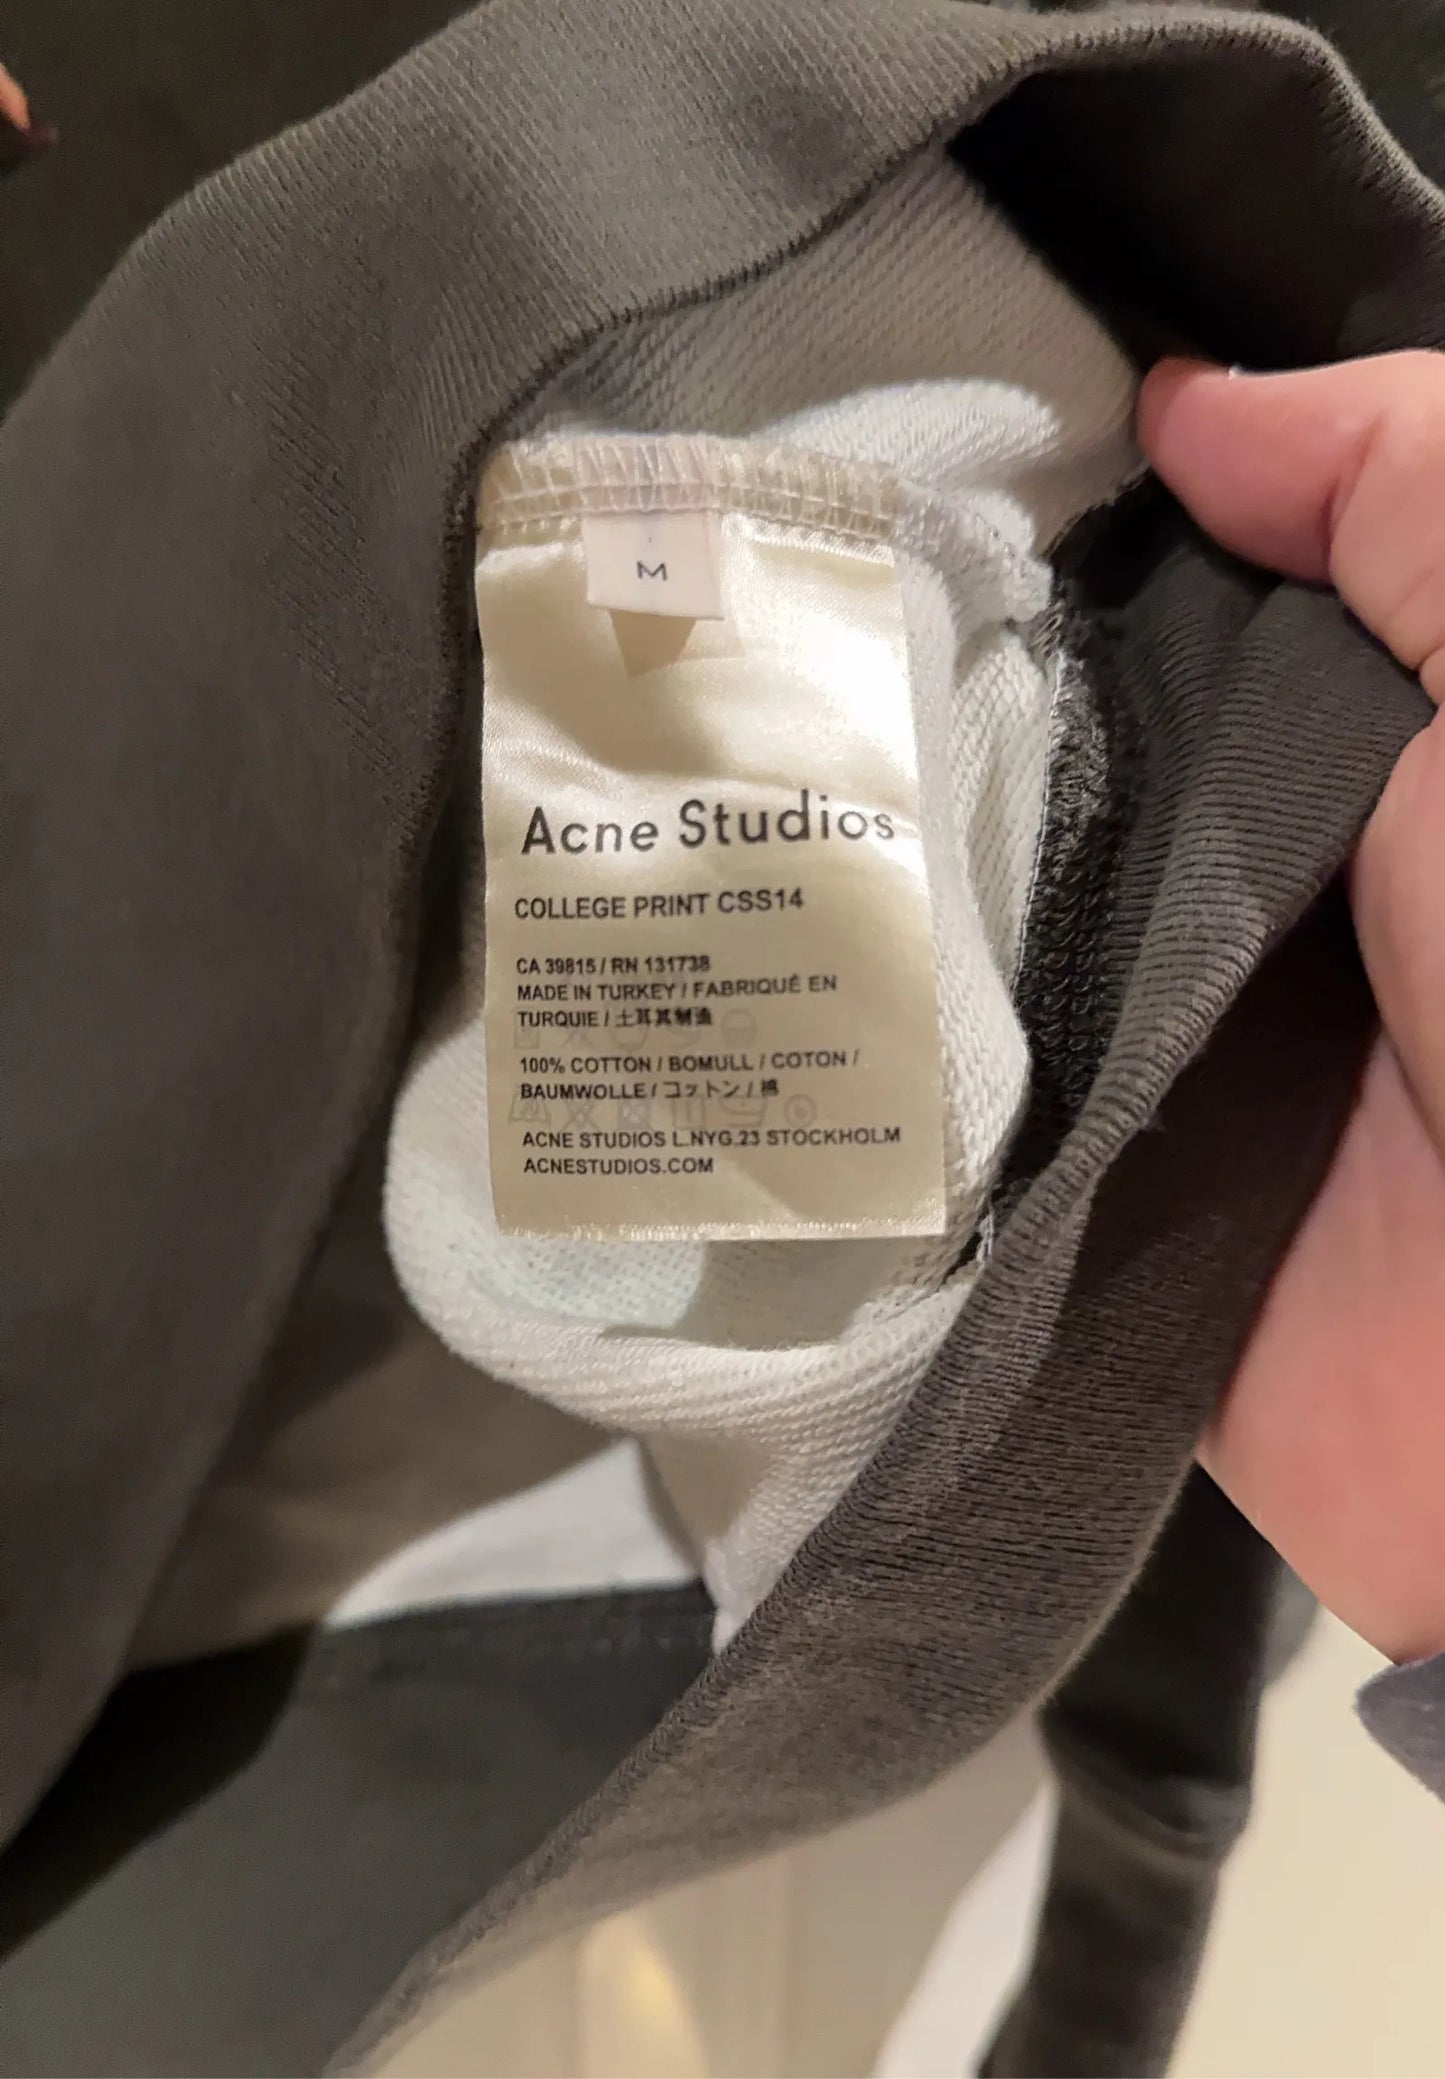 M
Acne Studios
COLLEGE PRINT CSS14
CA 39815 / RN 131738
MADE IN TURKEY / FABRIQUÉ EN
TURQUIE / 土耳其制造
100% COTTON / BOMULL / COTON /
BAUMWOLLE / コットン / 棉
ACNE STUDIOS L.NYG.23 STOCKHOLM
ACNESTUDIOS.COM